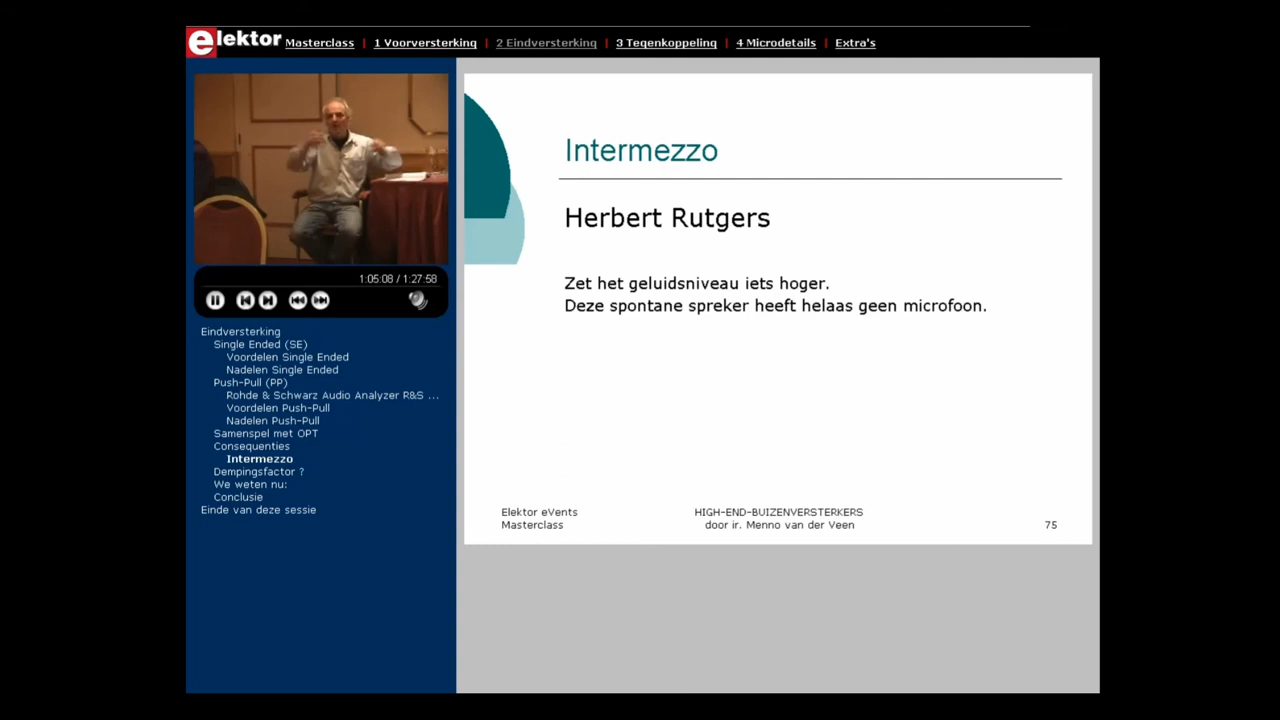 elektor Masterclass | 1 Voorversterking | 2 Eindversterking | 3 Tegenkoppeling | 4 Microdetails | Extra's
1:05:08 / 1:27:58
Eindversterking
Single Ended (SE)
Voordelen Single Ended
Nadelen Single Ended
Push-Pull (PP)
Rohde & Schwarz Audio Analyzer R&S ...
Voordelen Push-Pull
Nadelen Push-Pull
Samenspel met OPT
Consequenties
Intermezzo
Dempingsfactor ?
We weten nu:
Conclusie
Einde van deze sessie
Intermezzo
Herbert Rutgers
Zet het geluidsniveau iets hoger.
Deze spontane spreker heeft helaas geen microfoon.
Elektor eVents
Masterclass
HIGH-END-BUIZENVERSTERKERS
door ir. Menno van der Veen
75